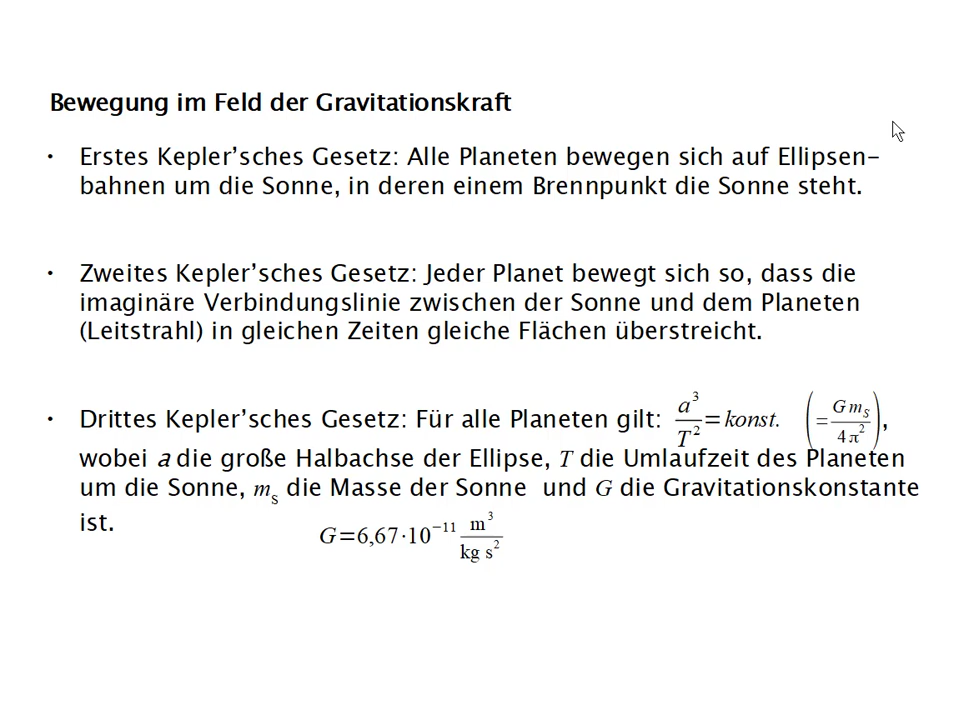 Bewegung im Feld der Gravitationskraft
• Erstes Kepler’sches Gesetz: Alle Planeten bewegen sich auf Ellipsen-
bahnen um die Sonne, in deren einem Brennpunkt die Sonne steht.
• Zweites Kepler’sches Gesetz: Jeder Planet bewegt sich so, dass die
imaginäre Verbindungslinie zwischen der Sonne und dem Planeten
(Leitstrahl) in gleichen Zeiten gleiche Flächen überstreicht.
• Drittes Kepler’sches Gesetz: Für alle Planeten gilt: a³/T² = konst. (= G m_S / 4π²),
wobei a die große Halbachse der Ellipse, T die Umlaufzeit des Planeten
um die Sonne, m_s die Masse der Sonne und G die Gravitationskonstante
ist.
G=6,67·10⁻¹¹ m³/kg s²